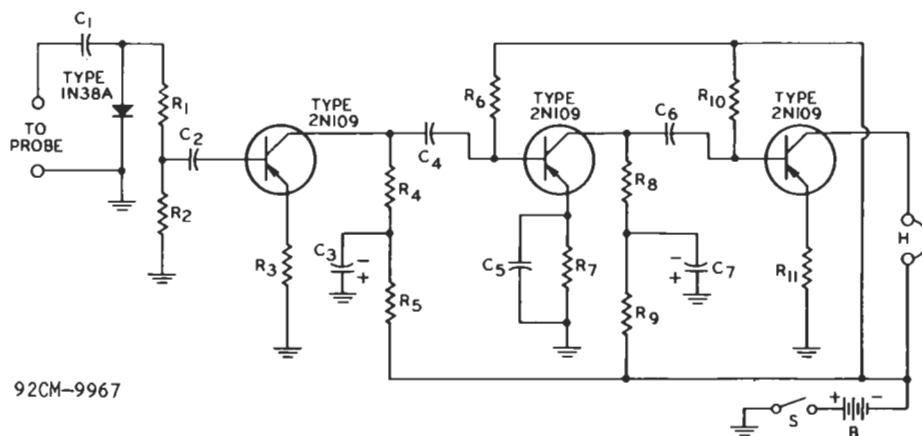 C1
TYPE
1N38A
TO
PROBE
R1
C2
R2
TYPE
2N109
R3
C3
- +
C4
R4
R5
R6
TYPE
2N109
C5
R7
C6
R8
- +
C7
R9
R10
TYPE
2N109
R11
H
S
+ -
B
92CM-9967